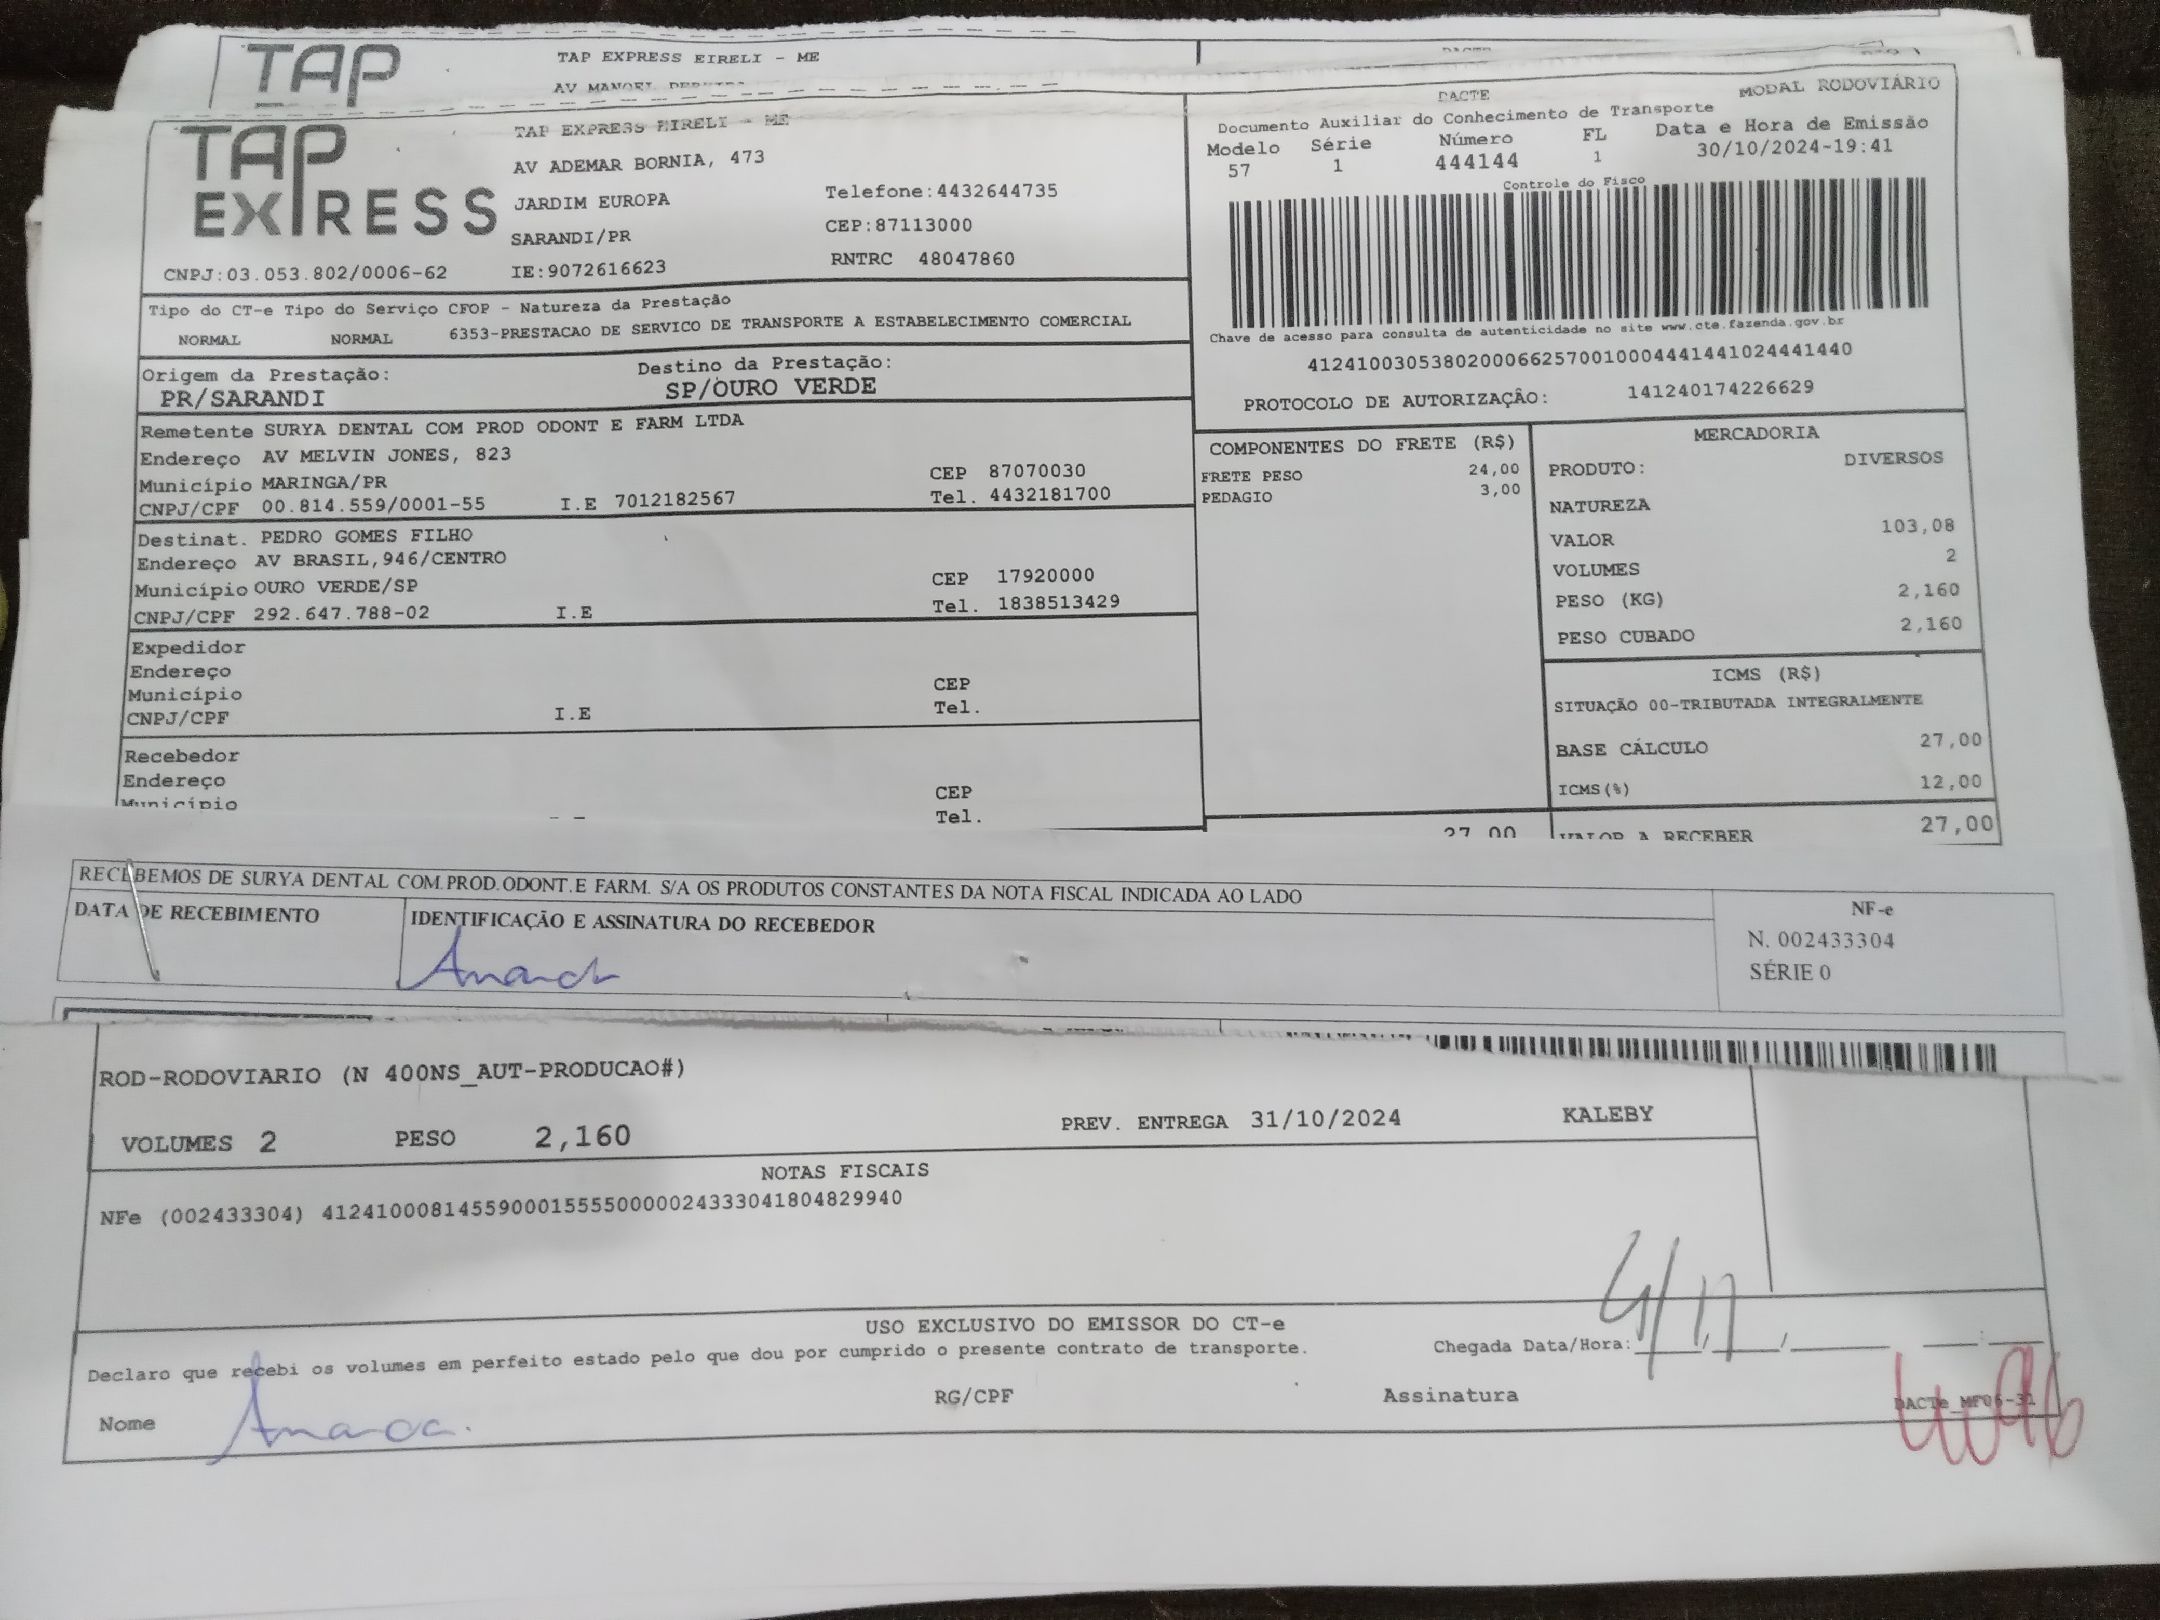 TAP
TAP EXPRESS EIRELI - ME
AV MANOEL
DACTE
TAP EXPRESS
TAP EXPRESS EIRELI - ME
AV ADEMAR BORNIA, 473
JARDIM EUROPA
Telefone:4432644735
SARANDI/PR
CEP:87113000
CNPJ:03.053.802/0006-62
IE:9072616623
RNTRC 48047860
DACTE
MODAL RODOVIÁRIO
Documento Auxiliar do Conhecimento de Transporte
Modelo Série Número FL Data e Hora de Emissão
57 1 444144 1 30/10/2024-19:41
Controle do Fisco
Chave de acesso para consulta de autenticidade no site www.cte.fazenda.gov.br
41241003053802000662570010004441441024441440
PROTOCOLO DE AUTORIZAÇÃO: 141240174226629
Tipo do CT-e Tipo do Serviço CFOP - Natureza da Prestação
NORMAL NORMAL 6353-PRESTACAO DE SERVICO DE TRANSPORTE A ESTABELECIMENTO COMERCIAL
Origem da Prestação: Destino da Prestação:
PR/SARANDI SP/OURO VERDE
Remetente SURYA DENTAL COM PROD ODONT E FARM LTDA
Endereço AV MELVIN JONES, 823
Município MARINGA/PR CEP 87070030
CNPJ/CPF 00.814.559/0001-55 I.E 7012182567 Tel. 4432181700
Destinat. PEDRO GOMES FILHO
Endereço AV BRASIL,946/CENTRO
Município OURO VERDE/SP CEP 17920000
CNPJ/CPF 292.647.788-02 I.E Tel. 1838513429
Expedidor
Endereço
Município CEP
CNPJ/CPF I.E Tel.
Recebedor
Endereço
Município CEP
Tel.
COMPONENTES DO FRETE (R$)
FRETE PESO 24,00
PEDAGIO 3,00
27,00
MERCADORIA
PRODUTO: DIVERSOS
NATUREZA
VALOR 103,08
VOLUMES 2
PESO (KG) 2,160
PESO CUBADO 2,160
ICMS (R$)
SITUAÇÃO 00-TRIBUTADA INTEGRALMENTE
BASE CÁLCULO 27,00
ICMS(%) 12,00
VALOR A RECEBER 27,00
RECEBEMOS DE SURYA DENTAL COM.PROD.ODONT.E FARM. S/A OS PRODUTOS CONSTANTES DA NOTA FISCAL INDICADA AO LADO
DATA DE RECEBIMENTO
IDENTIFICAÇÃO E ASSINATURA DO RECEBEDOR
NF-e
N. 002433304
SÉRIE 0
ROD-RODOVIARIO (N 400NS_AUT-PRODUCAO#)
VOLUMES 2 PESO 2,160 PREV. ENTREGA 31/10/2024 KALEBY
NOTAS FISCAIS
NFe (002433304) 41241000814559000155550000024333041804829940
USO EXCLUSIVO DO EMISSOR DO CT-e
Declaro que recebi os volumes em perfeito estado pelo que dou por cumprido o presente contrato de transporte.
Chegada Data/Hora: 4/11
Nome
RG/CPF
Assinatura
DACTe_MF06-31